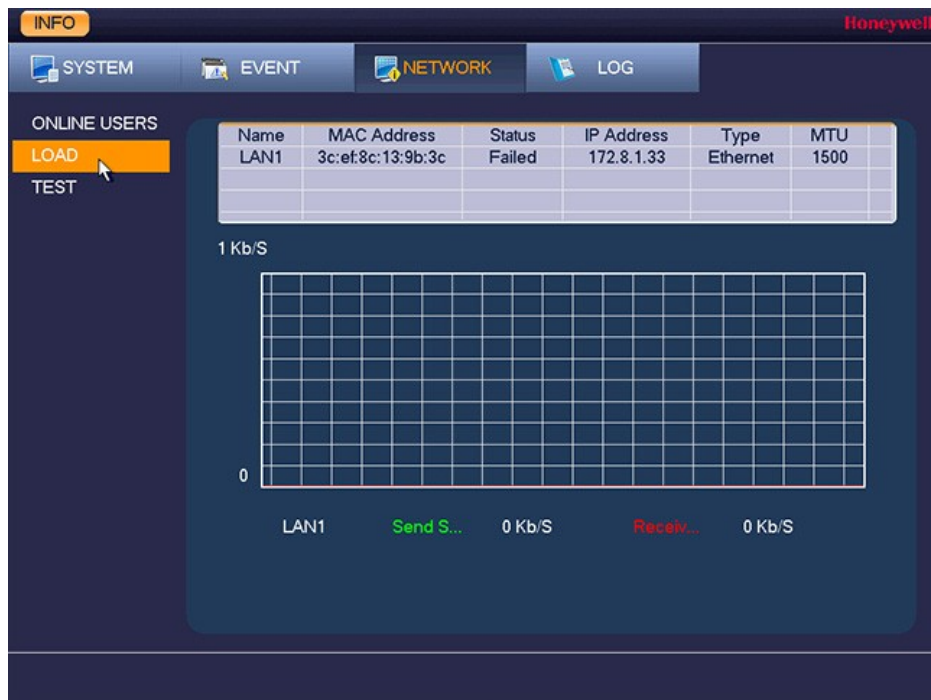 INFO
Honeywell
SYSTEM EVENT NETWORK LOG
ONLINE USERS
LOAD
TEST
Name MAC Address Status IP Address Type MTU
LAN1 3c:ef:8c:13:9b:3c Failed 172.8.1.33 Ethernet 1500
1 Kb/S
0
LAN1 Send S... 0 Kb/S Receiv... 0 Kb/S